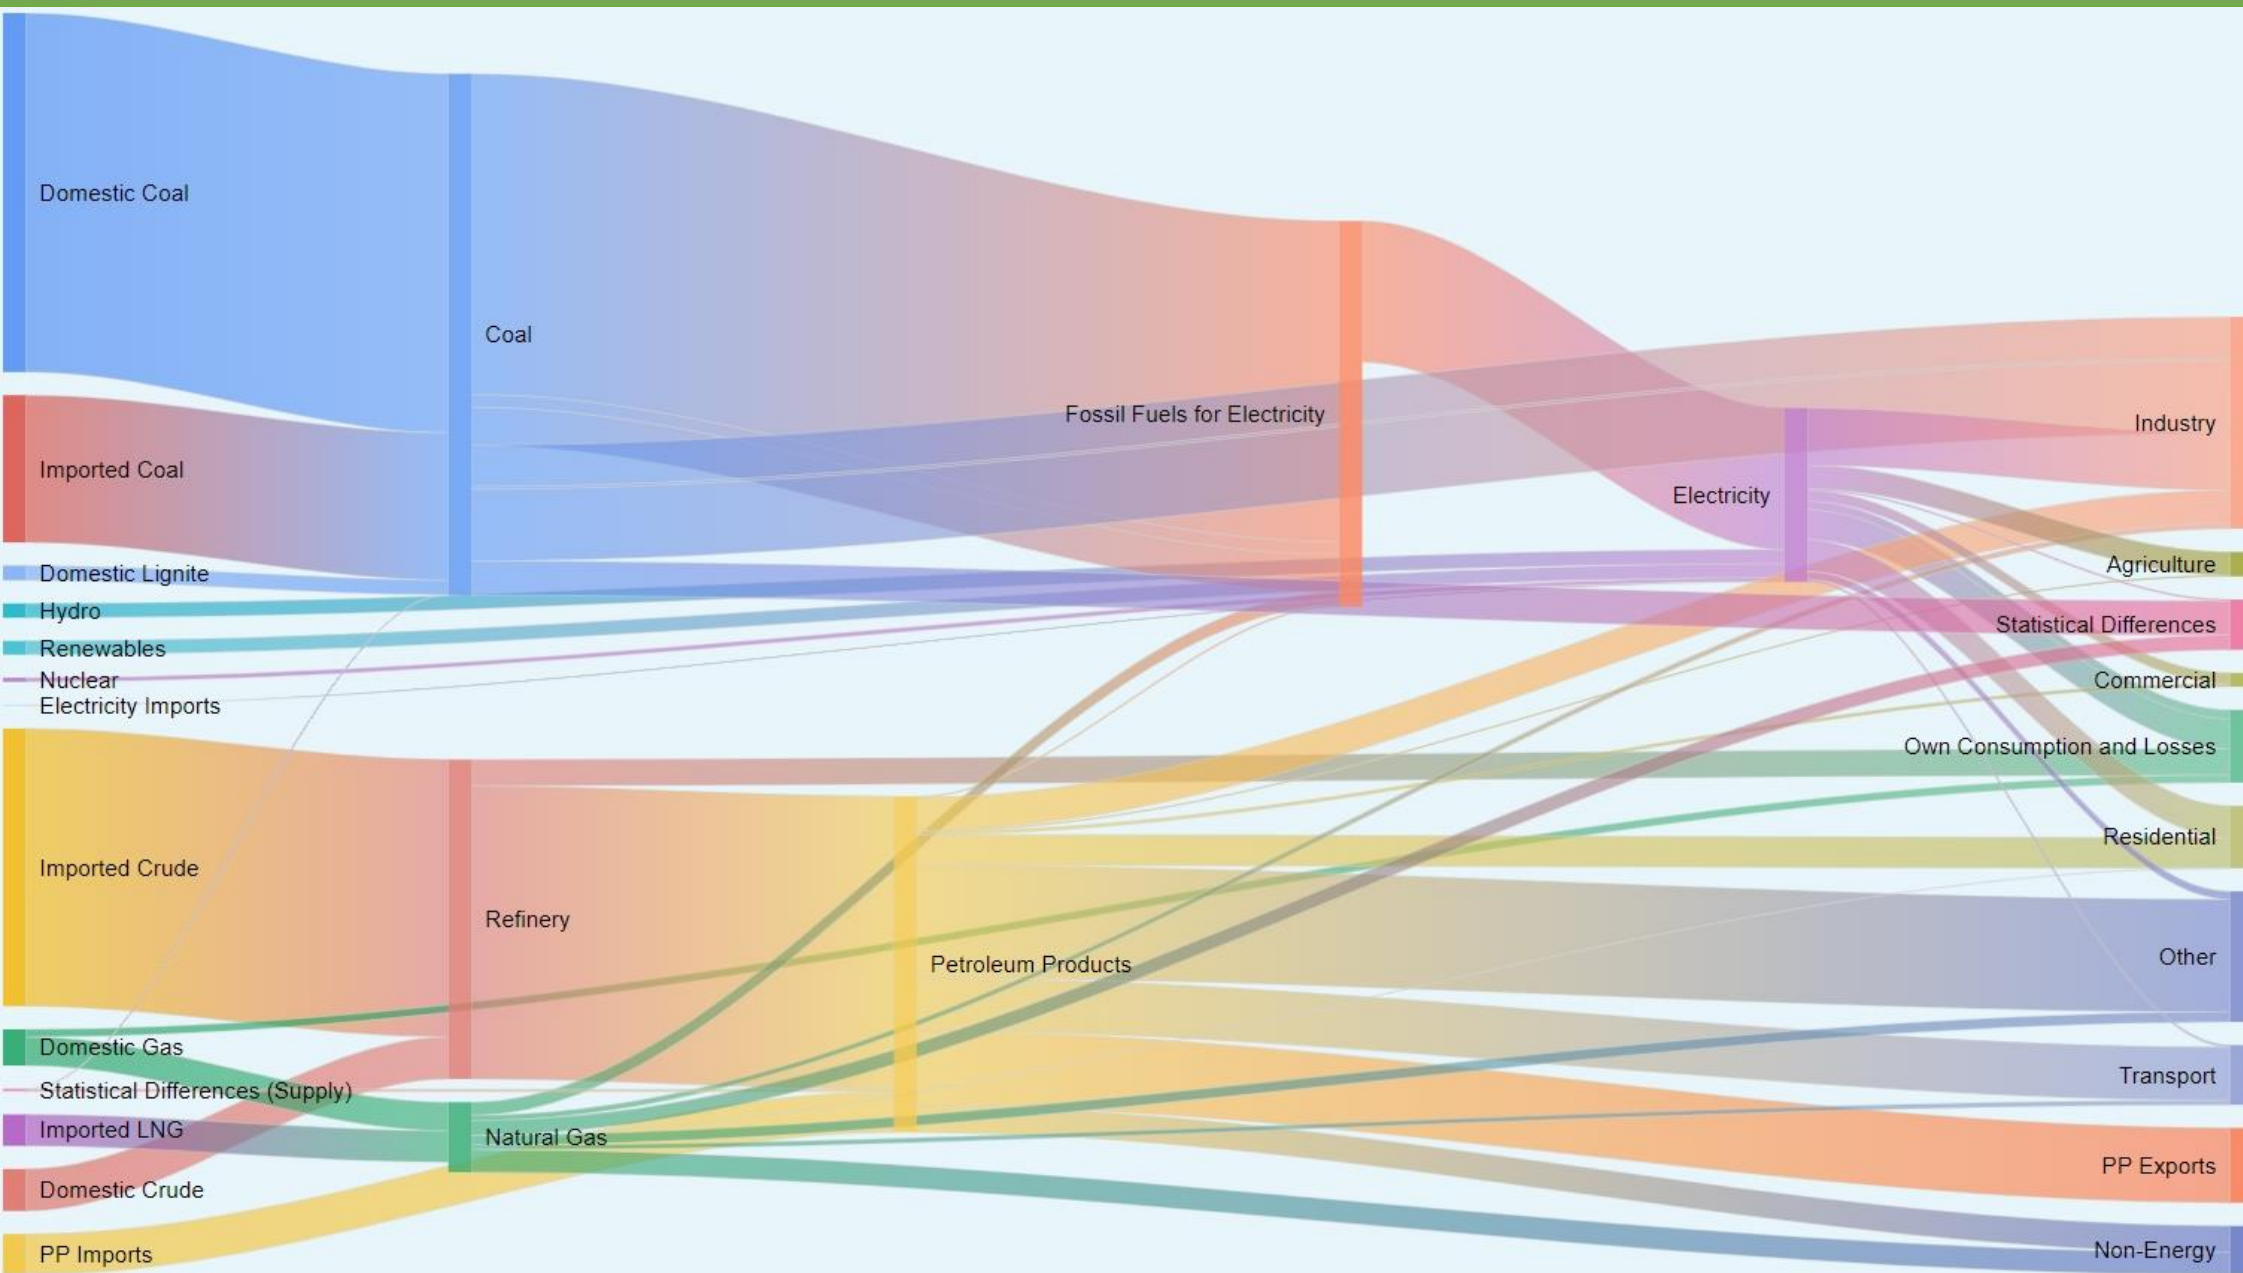 Domestic Coal
Imported Coal
Domestic Lignite
Hydro
Renewables
Nuclear
Electricity Imports
Imported Crude
Domestic Gas
Statistical Differences (Supply)
Imported LNG
Domestic Crude
PP Imports
Coal
Refinery
Natural Gas
Petroleum Products
Fossil Fuels for Electricity
Electricity
Industry
Agriculture
Statistical Differences
Commercial
Own Consumption and Losses
Residential
Other
Transport
PP Exports
Non-Energy